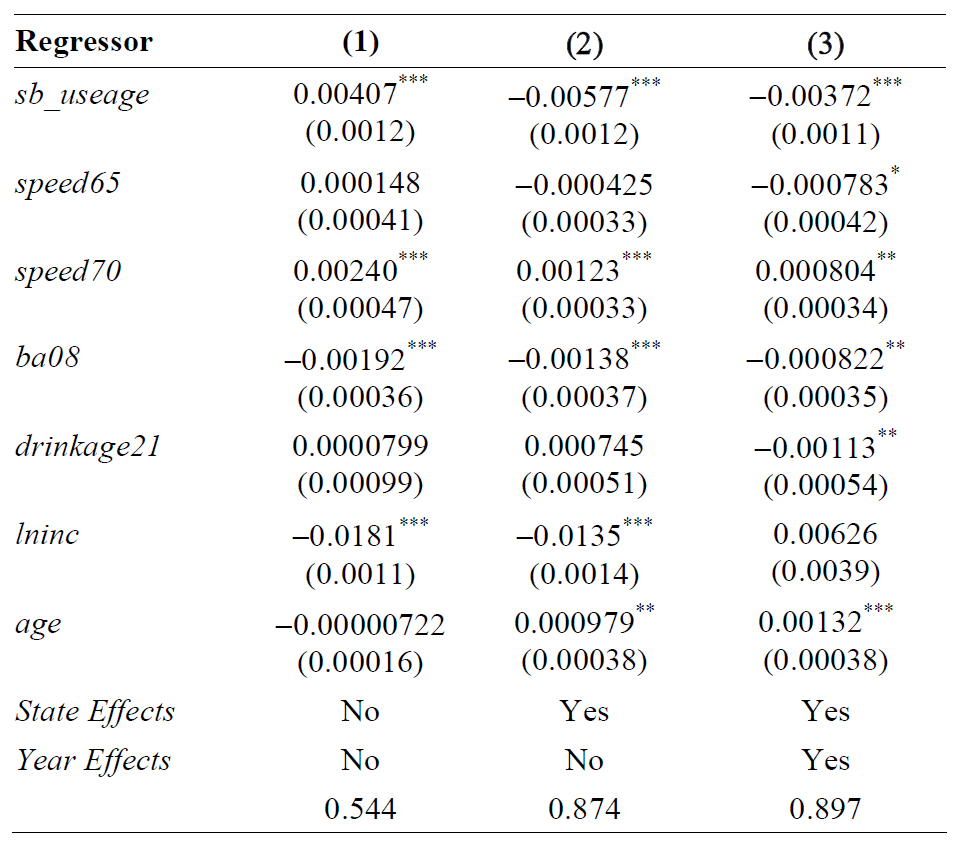 Regressor (1) (2) (3)
sb_useage 0.00407*** −0.00577*** −0.00372***
(0.0012) (0.0012) (0.0011)
speed65 0.000148 −0.000425 −0.000783*
(0.00041) (0.00033) (0.00042)
speed70 0.00240*** 0.00123*** 0.000804**
(0.00047) (0.00033) (0.00034)
ba08 −0.00192*** −0.00138*** −0.000822**
(0.00036) (0.00037) (0.00035)
drinkage21 0.0000799 0.000745 −0.00113**
(0.00099) (0.00051) (0.00054)
lninc −0.0181*** −0.0135*** 0.00626
(0.0011) (0.0014) (0.0039)
age −0.00000722 0.000979** 0.00132***
(0.00016) (0.00038) (0.00038)
State Effects No Yes Yes
Year Effects No No Yes
0.544 0.874 0.897